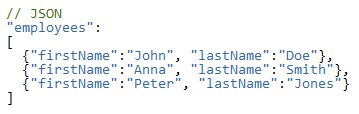 // JSON
"employees":
[
  {"firstName":"John", "lastName":"Doe"},
  {"firstName":"Anna", "lastName":"Smith"},
  {"firstName":"Peter", "lastName":"Jones"}
]